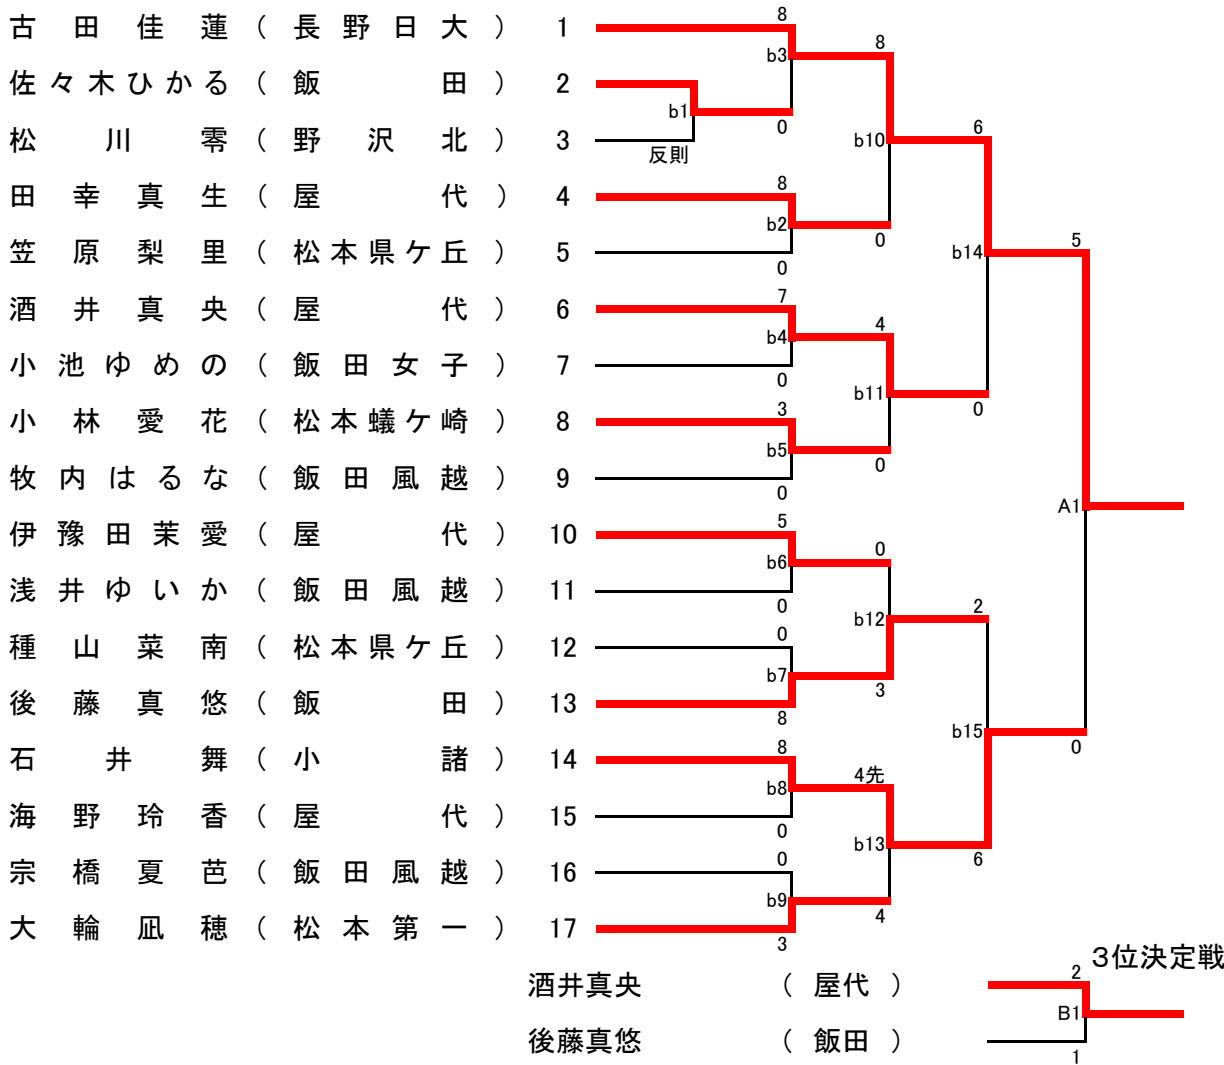 古田佳蓮(長野日大) 1
佐々木ひかる(飯田) 2
松川零(野沢北) 3
田幸真生(屋代) 4
笠原梨里(松本県ケ丘) 5
酒井真央(屋代) 6
小池ゆめの(飯田女子) 7
小林愛花(松本蟻ケ崎) 8
牧内はるな(飯田風越) 9
伊豫田茉愛(屋代) 10
浅井ゆいか(飯田風越) 11
種山菜南(松本県ケ丘) 12
後藤真悠(飯田) 13
石井舞(小諸) 14
海野玲香(屋代) 15
宗橋夏芭(飯田風越) 16
大輪凪穂(松本第一) 17
8
b3
0
b1
反則
8
b2
0
7
b4
0
3
b5
0
5
b6
0
0
b7
8
8
b8
0
0
b9
3
8
b10
0
4
b11
0
0
b12
3
4先
b13
4
6
b14
0
2
b15
6
5
A1
0
3位決定戦
酒井真央(屋代) 2
B1
後藤真悠(飯田) 1